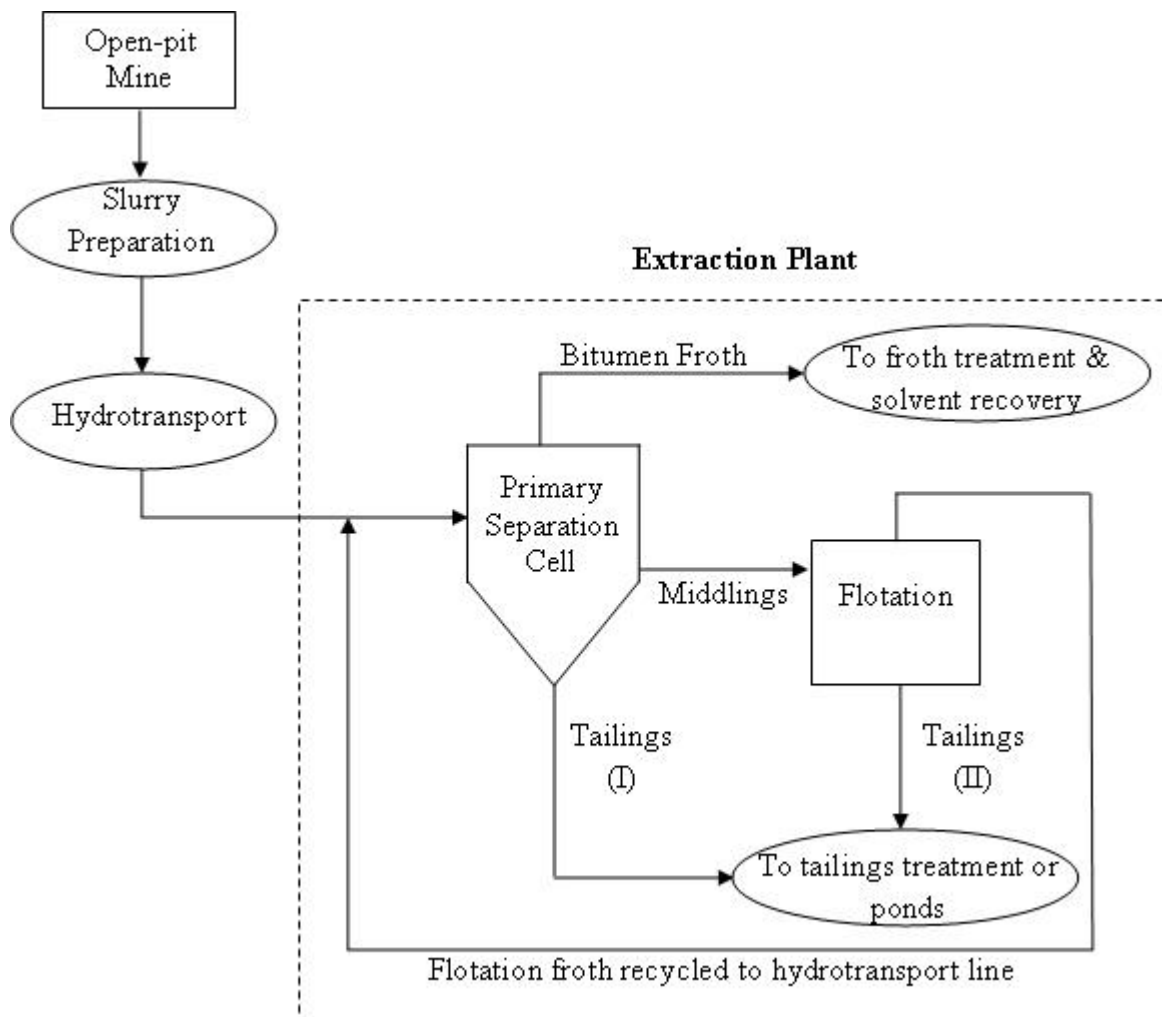 Open-pit
Mine
Slurry
Preparation
Extraction Plant
Bitumen Froth
To froth treatment &
solvent recovery
Hydrotransport
Primary
Separation
Cell
Middlings
Flotation
Tailings
(I)
Tailings
(II)
To tailings treatment or
ponds
Flotation froth recycled to hydrotransport line